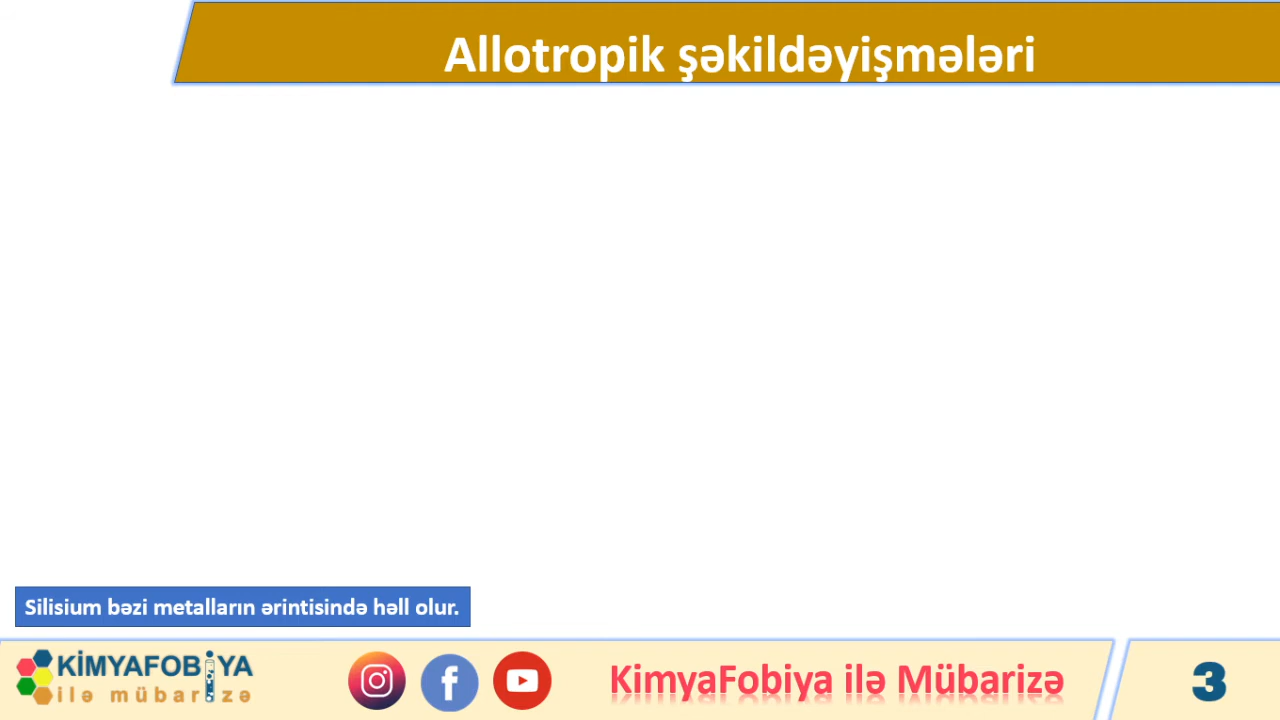 Allotropik şəkildəyişmələri
Silisium bəzi metalların ərintisində həll olur.
KİMYAFOBİYA
ilə mübarizə
KimyaFobiya ilə Mübarizə
3